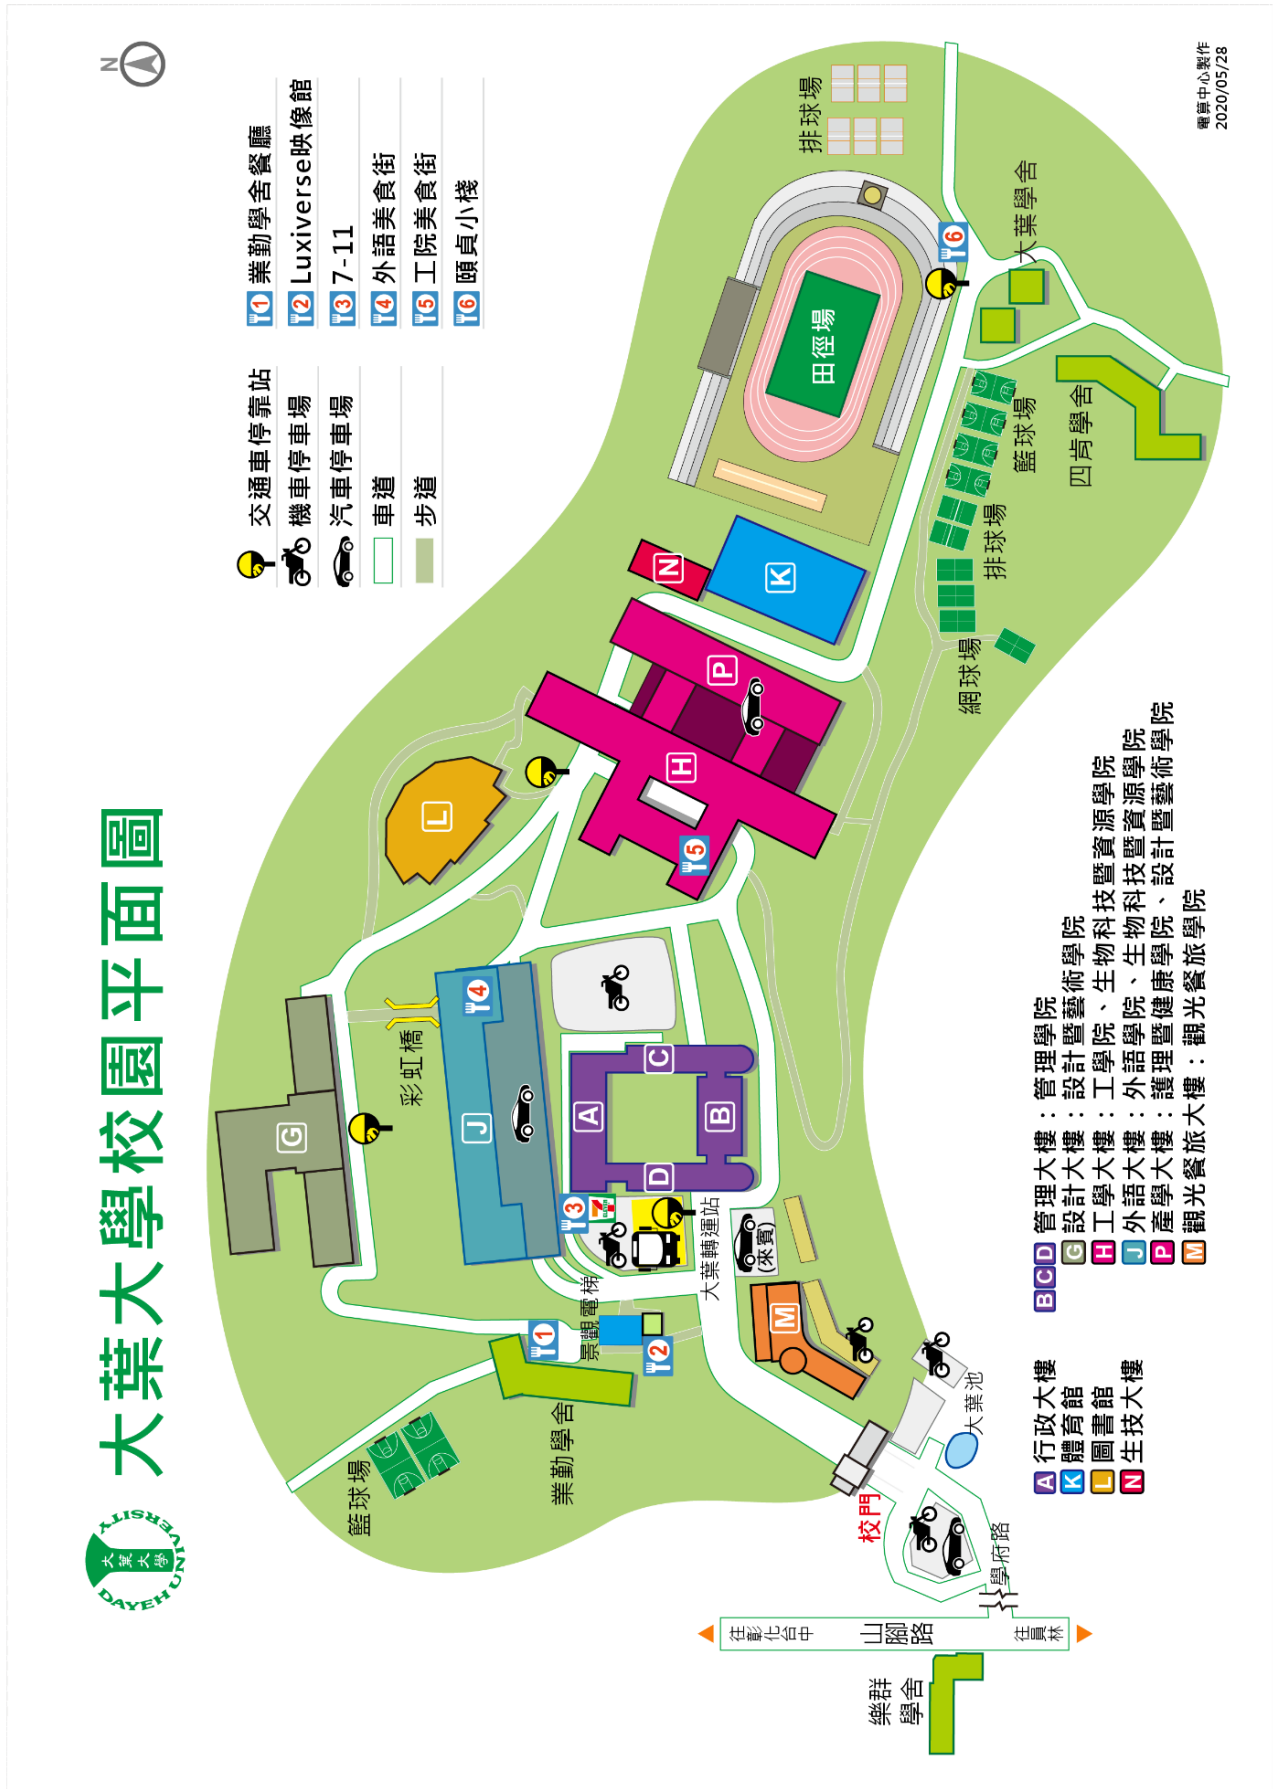 大葉大學校園平面圖
DAYEH UNIVERSITY
大葉大學
N
交通車停靠站
機車停車場
汽車停車場
車道
步道
1 業勤學舍餐廳
2 Luxiverse映像館
3 7-11
4 外語美食街
5 工院美食街
6 頤貞小棧
電算中心製作
2020/05/28
籃球場
業勤學舍
1
景觀電梯
2
G
彩虹橋
J
4
3
7
ELEVEN
A
B
C
D
大葉轉運站
(來賓)
M
L
H
5
P
N
K
田徑場
排球場
6
大葉學舍
籃球場
四肯學舍
排球場
網球場
大葉池
校門
學府路
往彰化台中
山腳路
往員林
樂群
學舍
A 行政大樓
K 體育館
L 圖書館
N 生技大樓
B C D 管理大樓：管理學院
G 設計大樓：設計暨藝術學院
H 工學大樓：工學院、生物科技暨資源學院
J 外語大樓：外語學院、生物科技暨資源學院
P 產學大樓：護理暨健康學院、設計暨藝術學院
M 觀光餐旅大樓：觀光餐旅學院